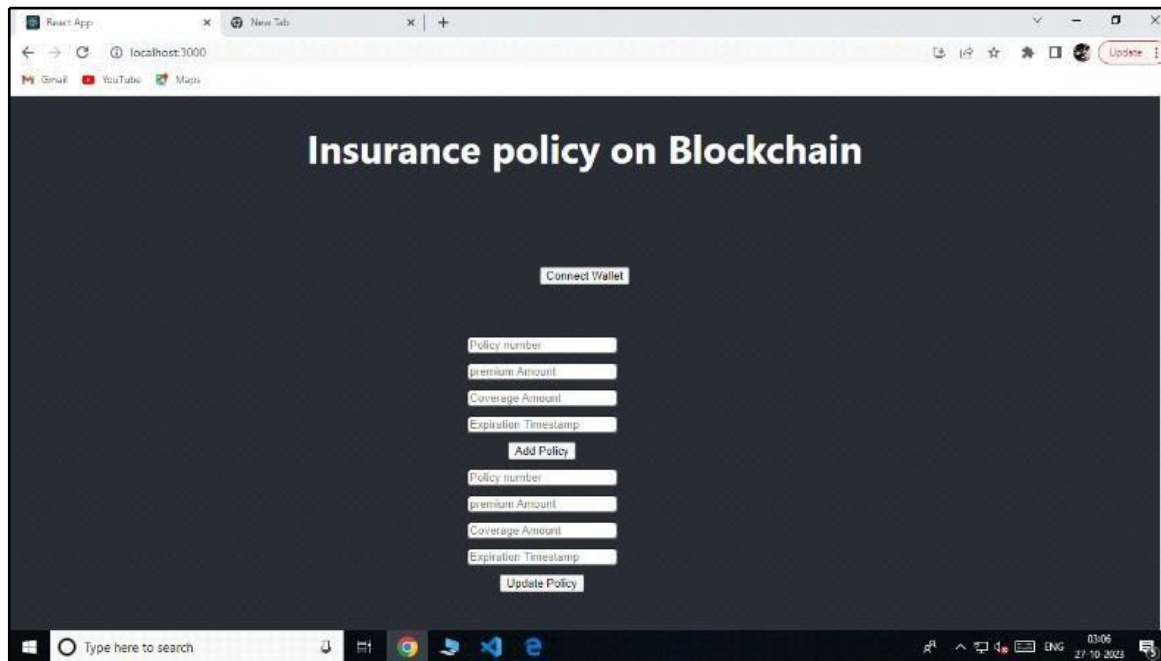 React App
New Tab
localhost:3000
Update
Gmail
YouTube
Maps
Insurance policy on Blockchain
Connect Wallet
Policy number
premium Amount
Coverage Amount
Expiration Timestamp
Add Policy
Policy number
premium Amount
Coverage Amount
Expiration Timestamp
Update Policy
Type here to search
ENG
03:06
27-10-2023